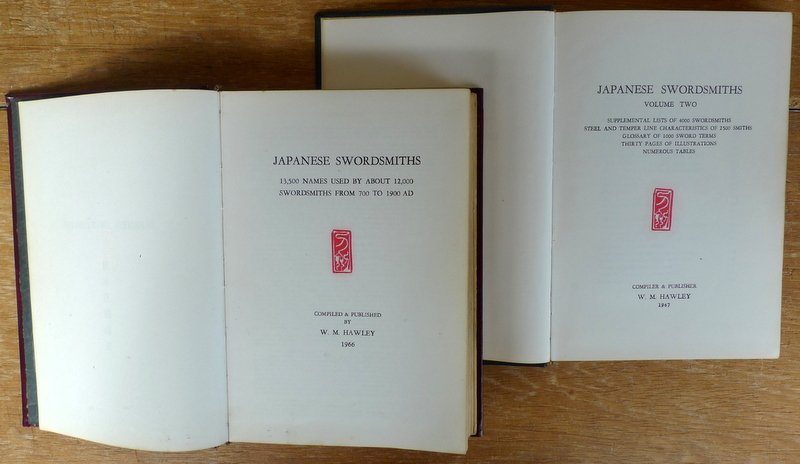 JAPANESE SWORDSMITHS
13,500 NAMES USED BY ABOUT 12,000
SWORDSMITHS FROM 700 TO 1900 AD
COMPILED & PUBLISHED
BY
W. M. HAWLEY
1966
JAPANESE SWORDSMITHS
VOLUME TWO
SUPPLEMENTAL LISTS OF 4000 SWORDSMITHS
STEEL AND TEMPER LINE CHARACTERISTICS OF 2500 SMITHS
GLOSSARY OF 1000 SWORD TERMS
THIRTY PAGES OF ILLUSTRATIONS
NUMEROUS TABLES
COMPILER & PUBLISHER
W. M. HAWLEY
1967